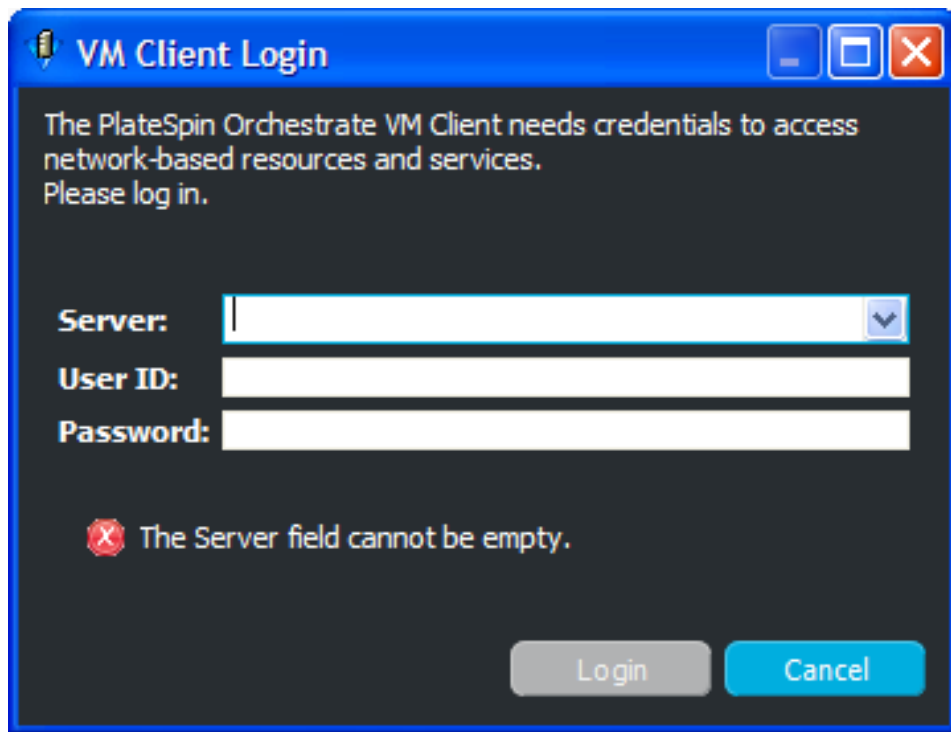 VM Client Login
The PlateSpin Orchestrate VM Client needs credentials to access
network-based resources and services.
Please log in.
Server:
User ID:
Password:
The Server field cannot be empty.
Login Cancel